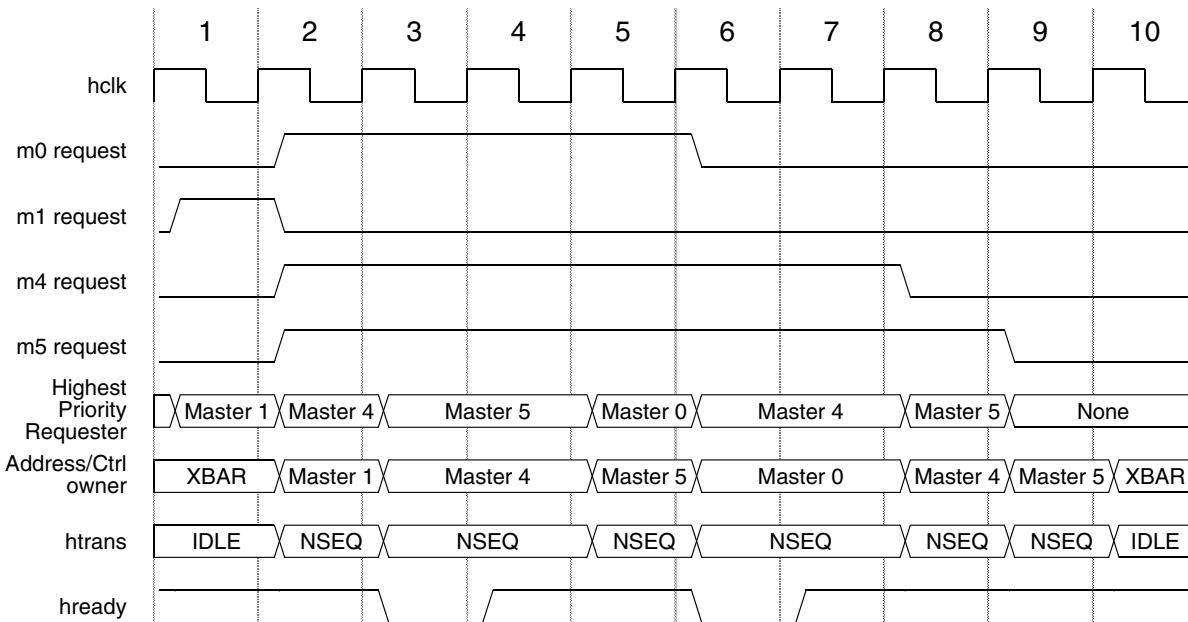 1 2 3 4 5 6 7 8 9 10
hclk
m0 request
m1 request
m4 request
m5 request
Highest
Priority
Requester
Master 1 Master 4 Master 5 Master 0 Master 4 Master 5 None
Address/Ctrl
owner
XBAR Master 1 Master 4 Master 5 Master 0 Master 4 Master 5 XBAR
htrans
IDLE NSEQ NSEQ NSEQ NSEQ NSEQ NSEQ IDLE
hready